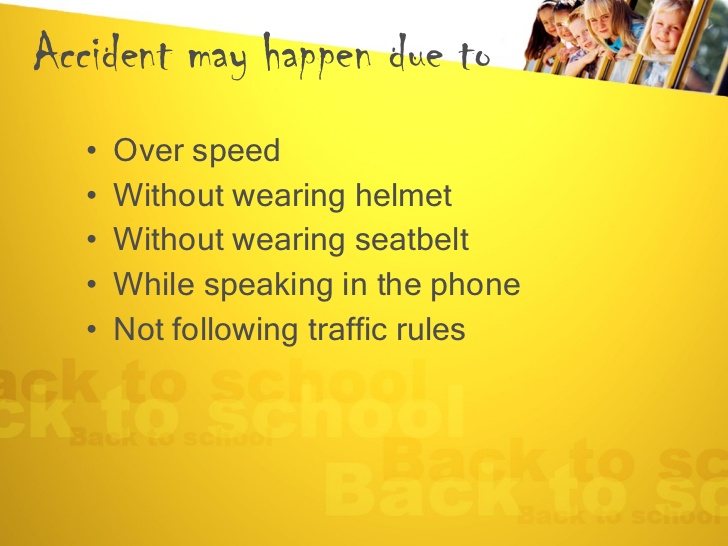 Accident may happen due to
• Over speed
• Without wearing helmet
• Without wearing seatbelt
• While speaking in the phone
• Not following traffic rules
ack to school
ck to school
Back to school
Back to sc
Back to sc
Back to school